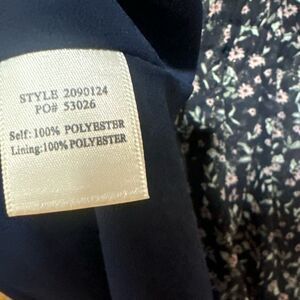 STYLE 2090124
PO# 53026
Self: 100% POLYESTER
Lining:100% POLYESTER